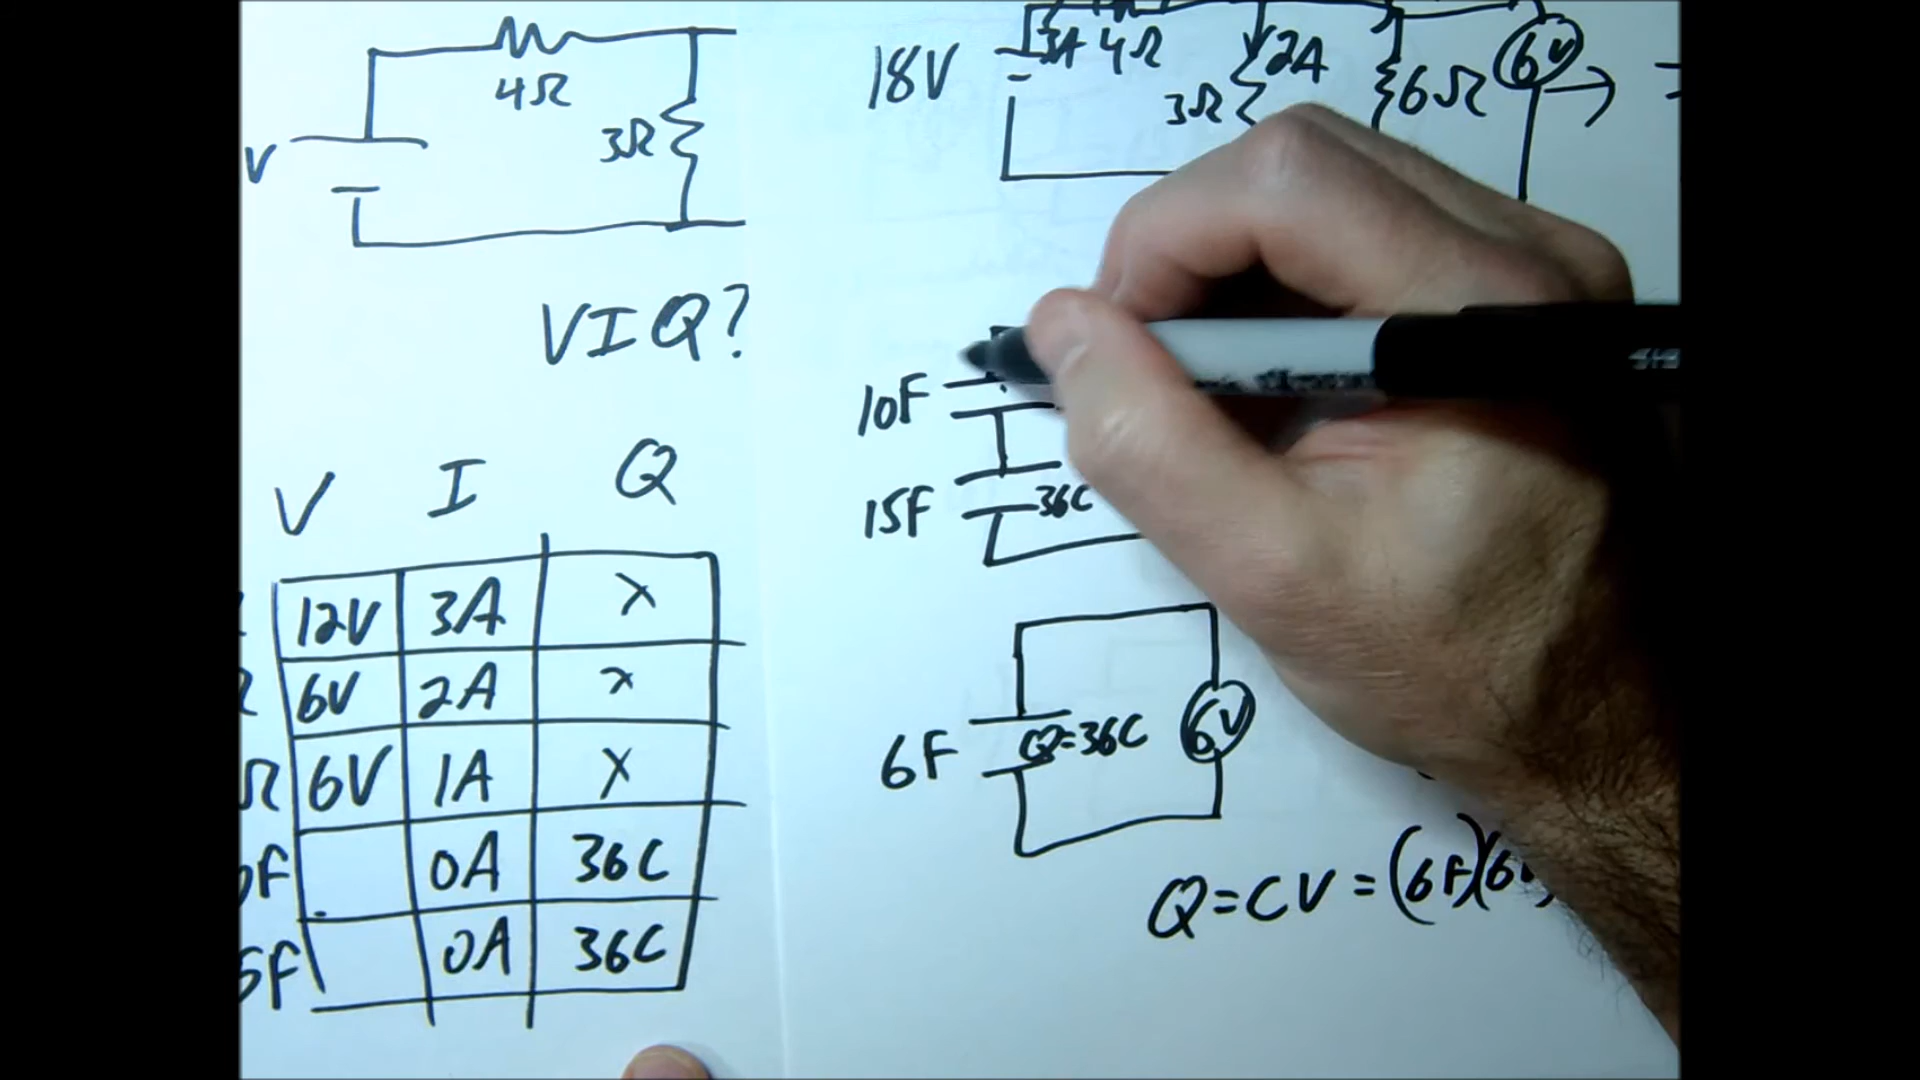 4Ω
3Ω
V
VIQ?
V I Q
12V 3A X
6V 2A X
Ω 6V 1A X
0A 36C
0A 36C
18V 3A 4Ω 2A 6V
3Ω 6Ω
10F
15F 36C
6F Q=36C 6V
Q=CV=(6F)(6